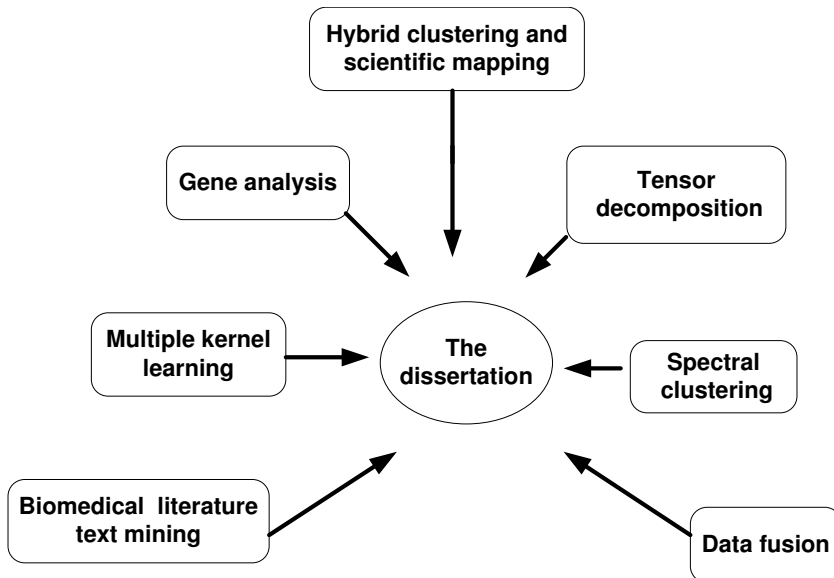 Hybrid clustering and
scientific mapping
Gene analysis
Tensor
decomposition
Multiple kernel
learning
The
dissertation
Spectral
clustering
Biomedical literature
text mining
Data fusion